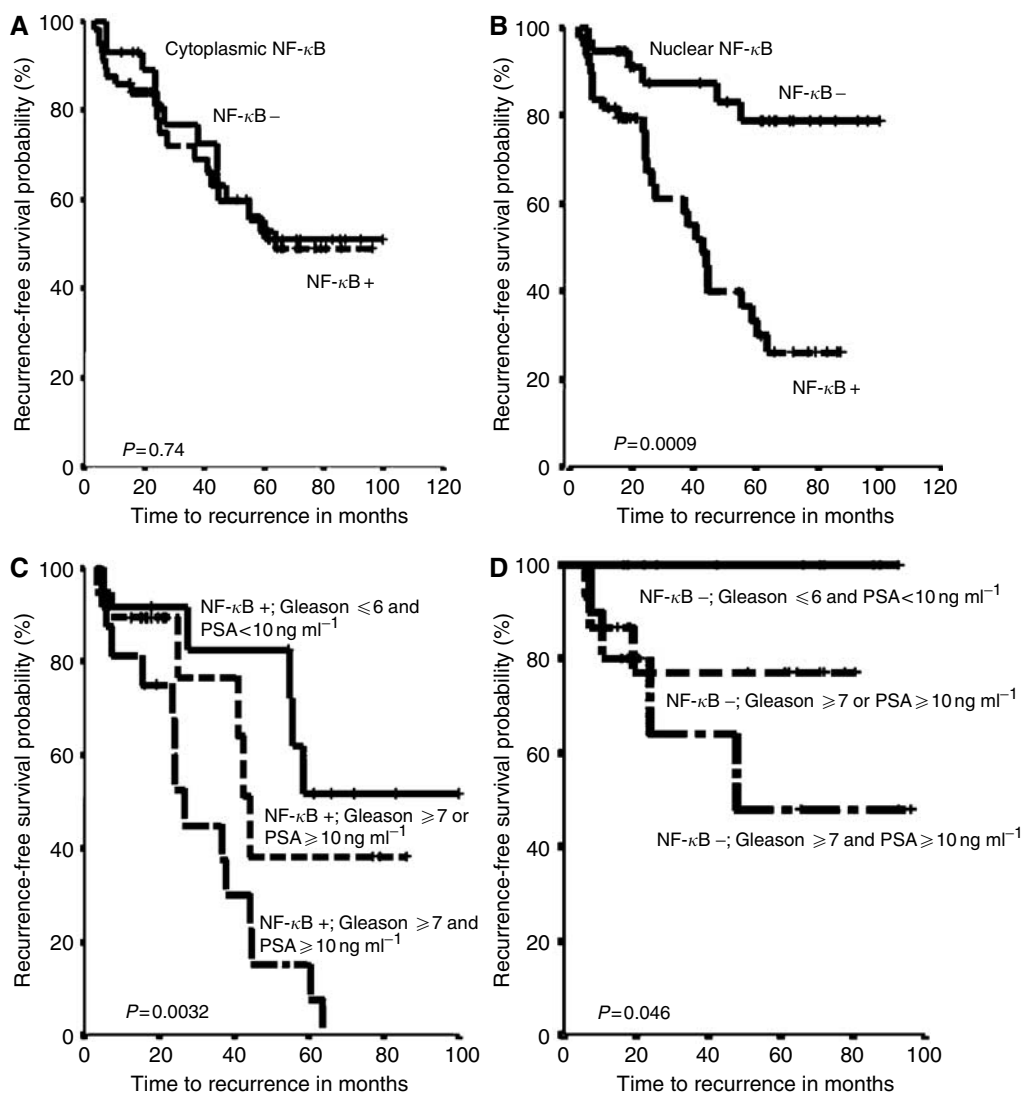 A
Cytoplasmic NF-κB
NF-κB−
NF-κB+
P=0.74
Recurrence-free survival probability (%)
100
80
60
40
20
0
0 20 40 60 80 100 120
Time to recurrence in months
B
Nuclear NF-κB
NF-κB−
NF-κB+
P=0.0009
Recurrence-free survival probability (%)
100
80
60
40
20
0
0 20 40 60 80 100 120
Time to recurrence in months
C
NF-κB +; Gleason ⩽6 and
PSA<10 ng ml⁻¹
NF-κB +; Gleason ⩾7 or
PSA⩾10 ng ml⁻¹
NF-κB +; Gleason ⩾7 and
PSA⩾10 ng ml⁻¹
P=0.0032
Recurrence-free survival probability (%)
100
80
60
40
20
0
0 20 40 60 80 100
Time to recurrence in months
D
NF-κB −; Gleason ⩽6 and PSA<10 ng ml⁻¹
NF-κB −; Gleason ⩾7 or PSA⩾10 ng ml⁻¹
NF-κB −; Gleason ⩾7 and PSA⩾10 ng ml⁻¹
P=0.046
Recurrence-free survival probability (%)
100
80
60
40
20
0
0 20 40 60 80 100
Time to recurrence in months